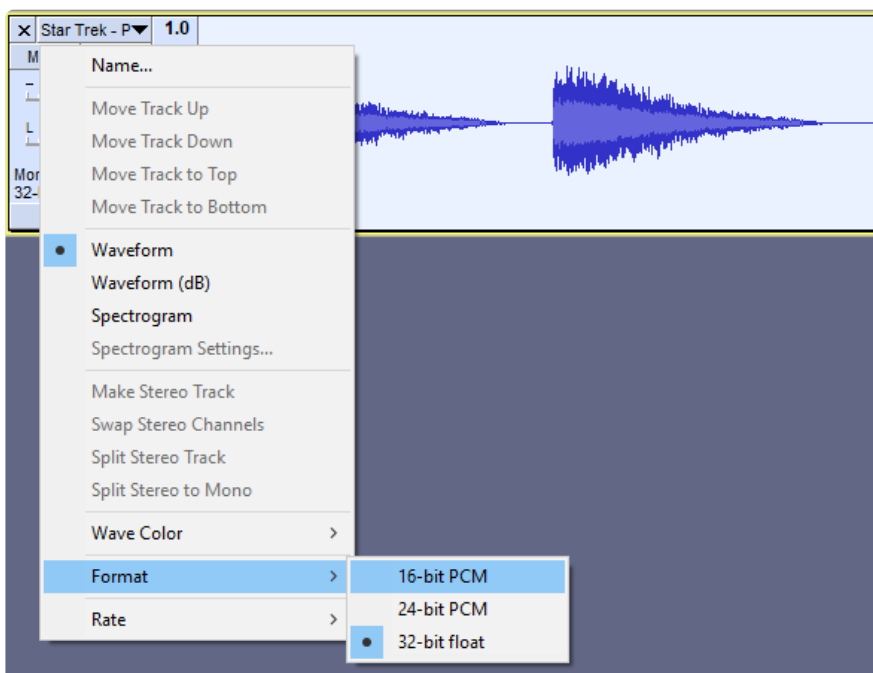 Star Trek - P
1.0
M
L
Mon
32-
Name...
Move Track Up
Move Track Down
Move Track to Top
Move Track to Bottom
Waveform
Waveform (dB)
Spectrogram
Spectrogram Settings...
Make Stereo Track
Swap Stereo Channels
Split Stereo Track
Split Stereo to Mono
Wave Color
Format
Rate
16-bit PCM
24-bit PCM
32-bit float